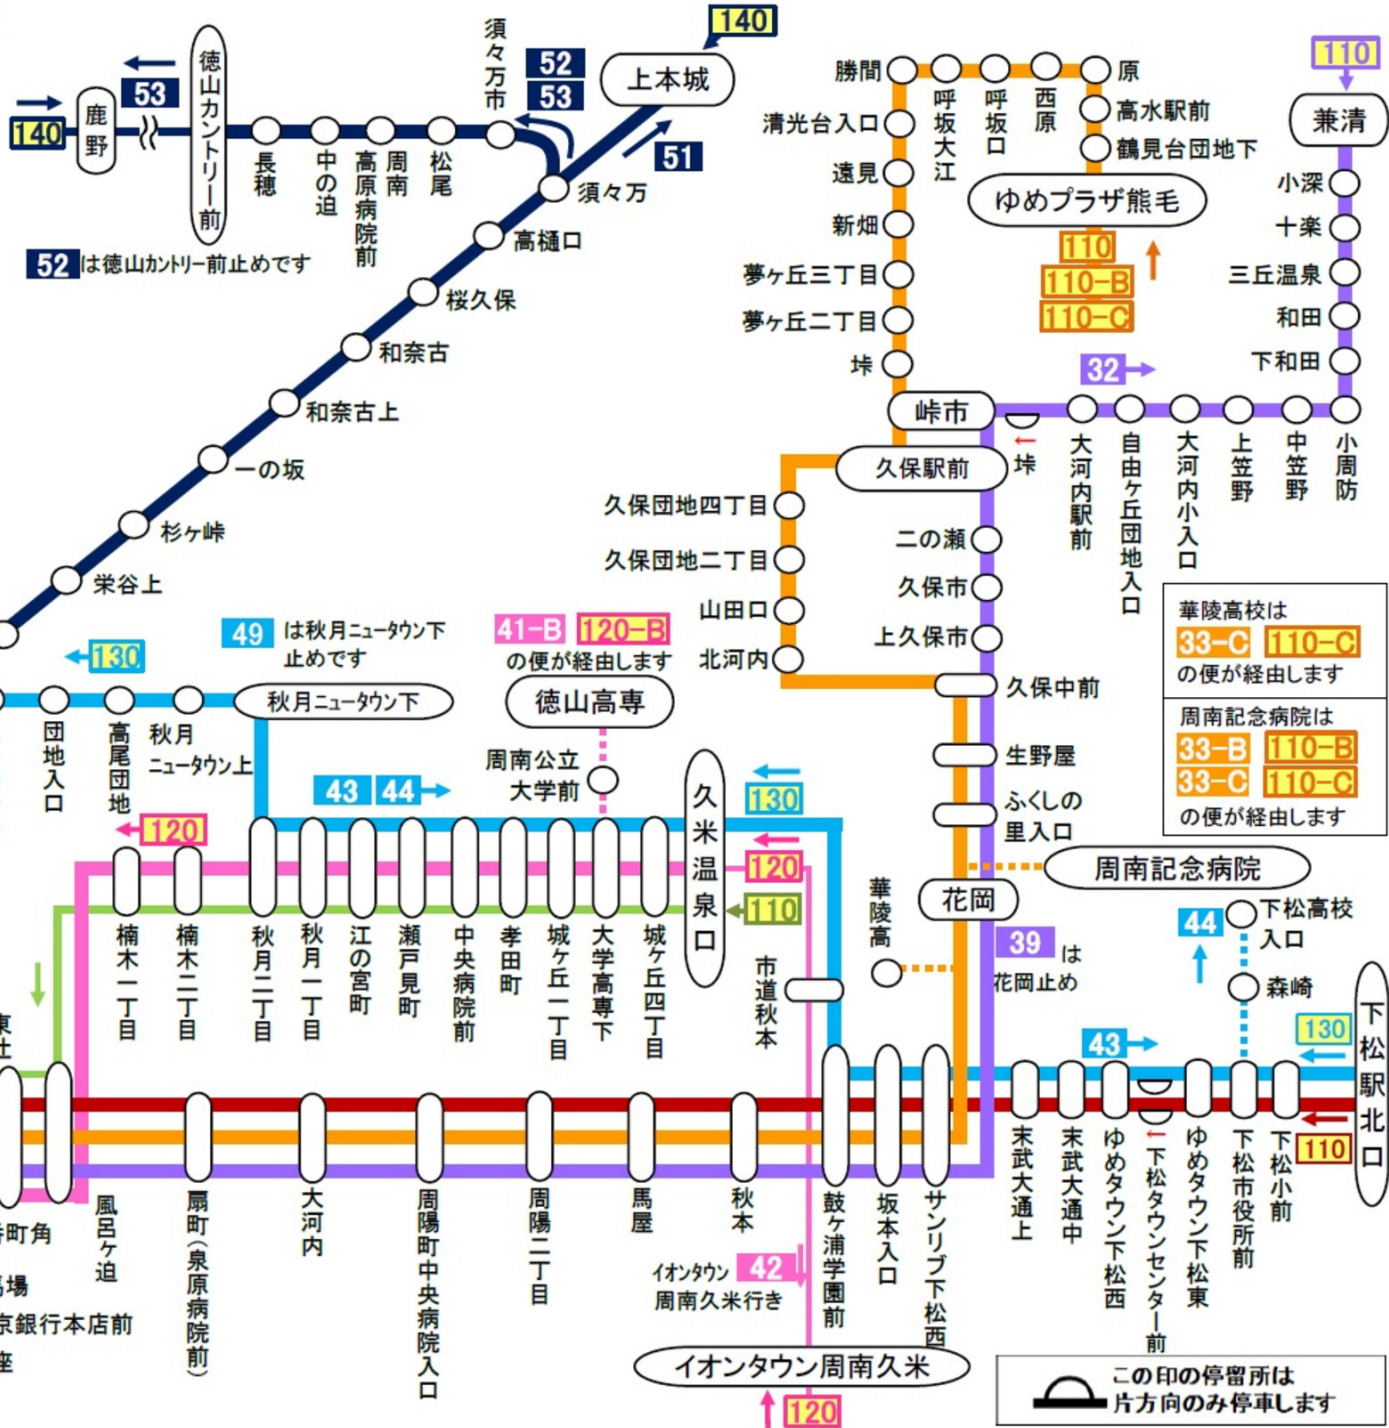 140
上本城
須々万市
52
53
51
53
140
鹿野
徳山カントリー前
長穂
中の迫
高原病院前
周南
松尾
須々万
52は徳山カントリー前止めです
高樋口
桜久保
和奈古
和奈古上
一の坂
杉ヶ峠
栄谷上
勝間
呼坂大江
呼坂口
西原
原
高水駅前
鶴見台団地下
ゆめプラザ熊毛
110
110-B
110-C
清光台入口
遠見
新畑
夢ヶ丘三丁目
夢ヶ丘二丁目
垰
110
兼清
小深
十楽
三丘温泉
和田
下和田
32
峠市
垰
大河内駅前
自由ヶ丘団地入口
大河内小入口
上笠野
中笠野
小周防
久保駅前
久保団地四丁目
久保団地二丁目
山田口
北河内
二の瀬
久保市
上久保市
久保中前
生野屋
ふくしの
里入口
華陵高校は
33-C 110-C
の便が経由します
周南記念病院は
33-B 110-B
33-C 110-C
の便が経由します
周南記念病院
花岡
華陵高
39は
花岡止め
130
49は秋月ニュータウン下
止めです
41-B 120-B
の便が経由します
徳山高専
周南公立
大学前
団地入口
高尾団地
秋月
ニュータウン上
秋月ニュータウン下
43 44
120
久米温泉口
130
120
110
楠木一丁目
楠木二丁目
秋月二丁目
秋月一丁目
江の宮町
瀬戸見町
中央病院前
孝田町
城ヶ丘一丁目
大学高専下
城ヶ丘四丁目
市道秋本
44
下松高校
入口
森崎
43
130
110
下松駅北口
末武大通上
末武大通中
ゆめタウン下松西
下松タウンセンター前
ゆめタウン下松東
下松市役所前
下松小前
町角
場
京銀行本店前
座
風呂ヶ迫
扇町(泉原病院前)
大河内
周陽町中央病院入口
周陽二丁目
馬屋
秋本
鼓ヶ浦学園前
坂本入口
サンリブ下松西
イオンタウン 42
周南久米行き
イオンタウン周南久米
120
この印の停留所は
片方向のみ停車します